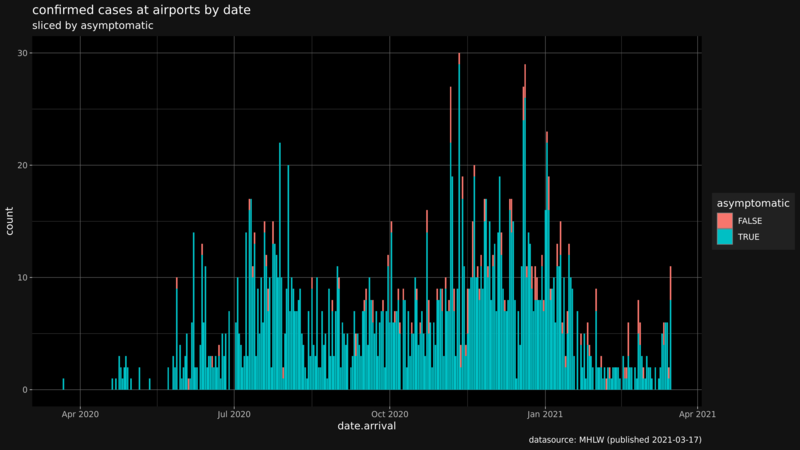 confirmed cases at airports by date
sliced by asymptomatic
30
20
10
0
count
Apr 2020
Jul 2020
Oct 2020
Jan 2021
Apr 2021
date.arrival
asymptomatic
FALSE
TRUE
datasource: MHLW (published 2021-03-17)